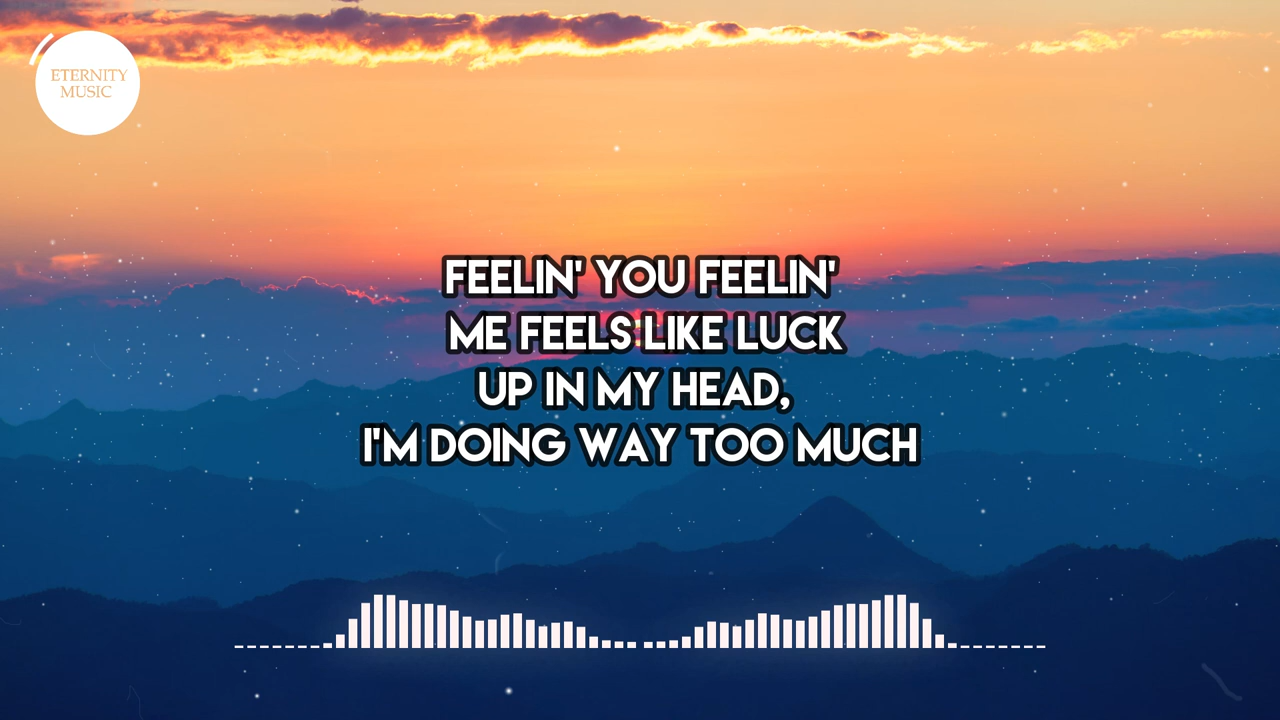 ETERNITY
MUSIC
FEELIN' YOU FEELIN'
ME FEELS LIKE LUCK
UP IN MY HEAD,
I'M DOING WAY TOO MUCH